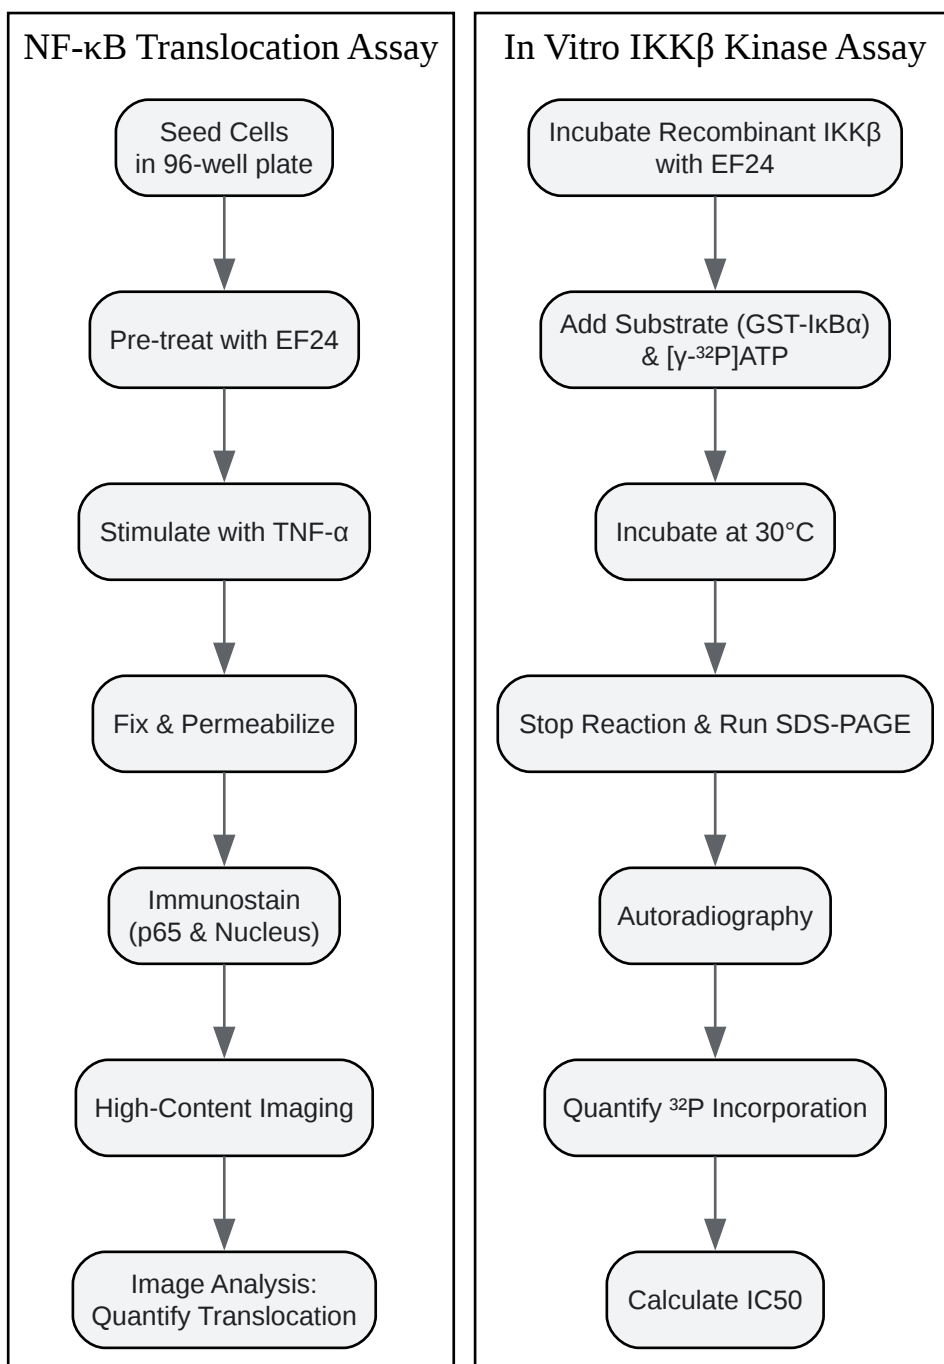 NF-κB Translocation Assay
Seed Cells
in 96-well plate
Pre-treat with EF24
Stimulate with TNF-α
Fix & Permeabilize
Immunostain
(p65 & Nucleus)
High-Content Imaging
Image Analysis:
Quantify Translocation
In Vitro IKKβ Kinase Assay
Incubate Recombinant IKKβ
with EF24
Add Substrate (GST-IκBα)
& [γ-³²P]ATP
Incubate at 30°C
Stop Reaction & Run SDS-PAGE
Autoradiography
Quantify ³²P Incorporation
Calculate IC50